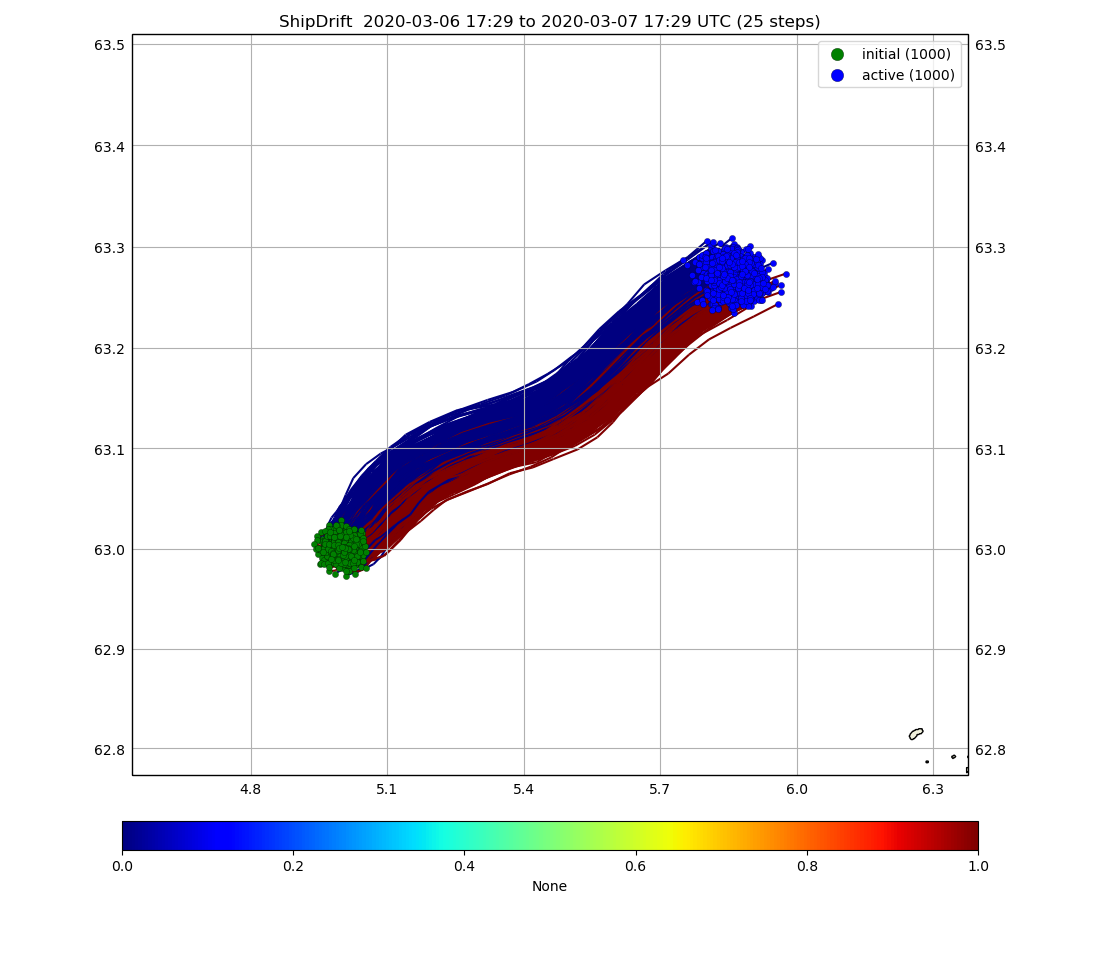 ShipDrift  2020-03-06 17:29 to 2020-03-07 17:29 UTC (25 steps)
63.5 63.5
initial (1000)
active (1000)
63.4 63.4
63.3 63.3
63.2 63.2
63.1 63.1
63.0 63.0
62.9 62.9
62.8 62.8
4.8 5.1 5.4 5.7 6.0 6.3
0.0 0.2 0.4 0.6 0.8 1.0
None